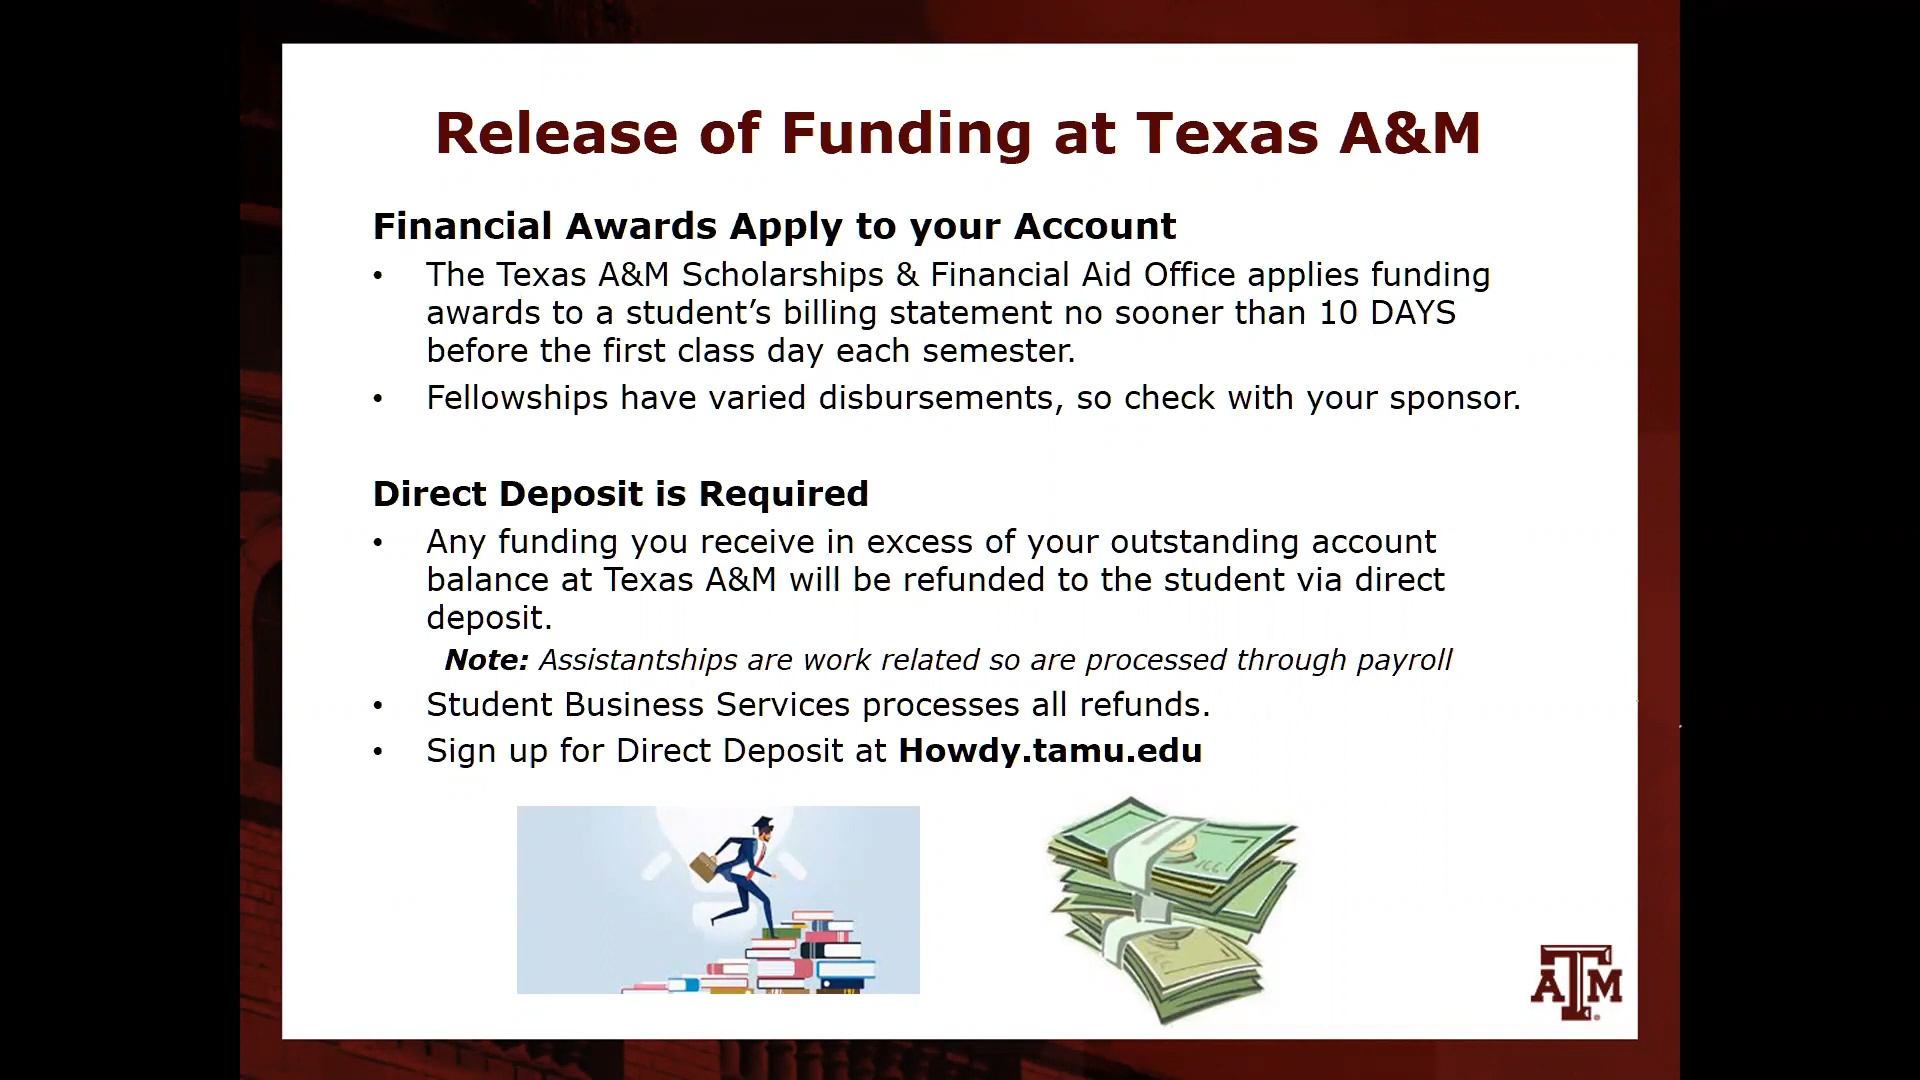 Release of Funding at Texas A&M
Financial Awards Apply to your Account
• The Texas A&M Scholarships & Financial Aid Office applies funding
awards to a student’s billing statement no sooner than 10 DAYS
before the first class day each semester.
• Fellowships have varied disbursements, so check with your sponsor.
Direct Deposit is Required
• Any funding you receive in excess of your outstanding account
balance at Texas A&M will be refunded to the student via direct
deposit.
Note: Assistantships are work related so are processed through payroll
• Student Business Services processes all refunds.
• Sign up for Direct Deposit at Howdy.tamu.edu
ATM